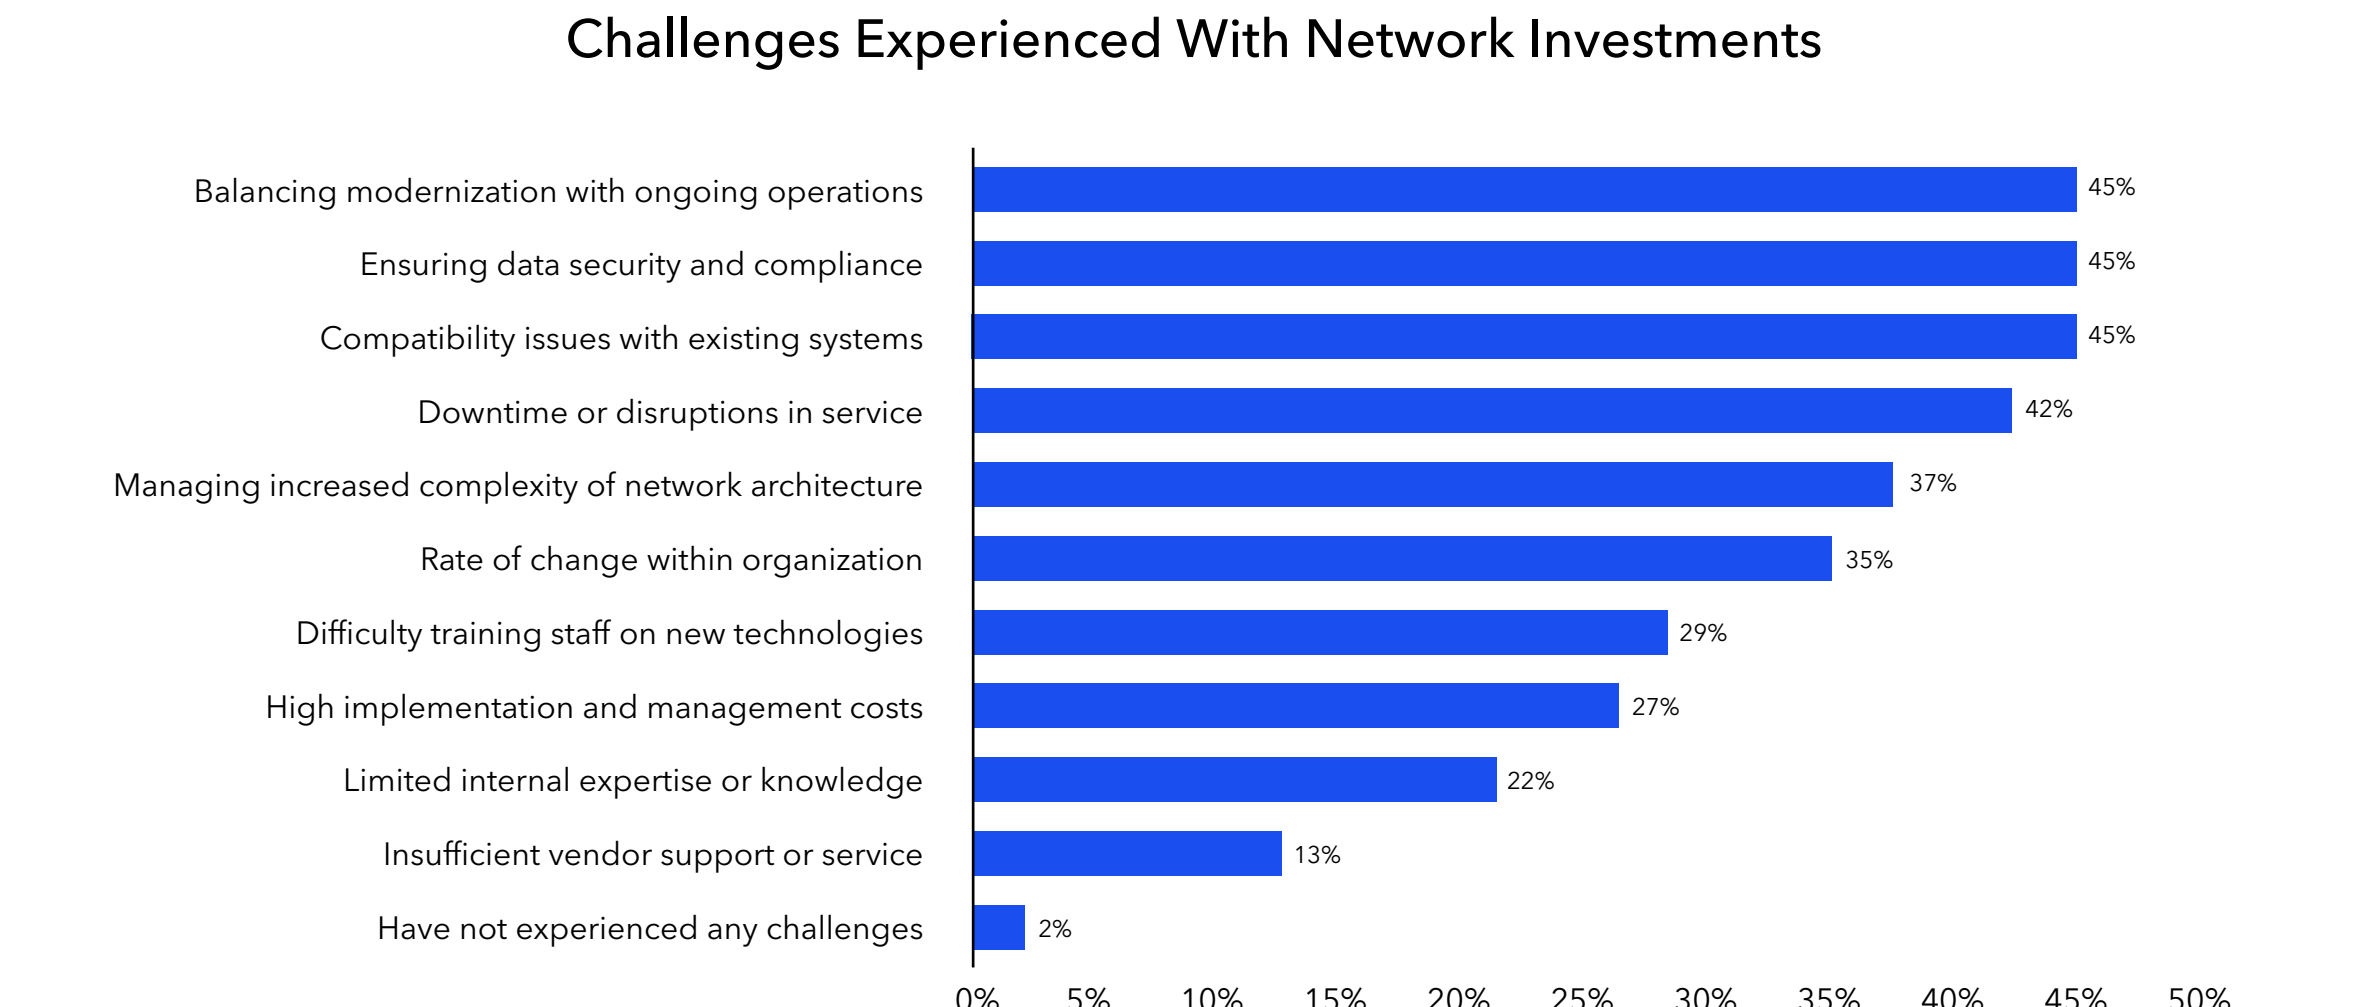 Challenges Experienced With Network Investments
Balancing modernization with ongoing operations 45%
Ensuring data security and compliance 45%
Compatibility issues with existing systems 45%
Downtime or disruptions in service 42%
Managing increased complexity of network architecture 37%
Rate of change within organization 35%
Difficulty training staff on new technologies 29%
High implementation and management costs 27%
Limited internal expertise or knowledge 22%
Insufficient vendor support or service 13%
Have not experienced any challenges 2%
0% 5% 10% 15% 20% 25% 30% 35% 40% 45% 50%